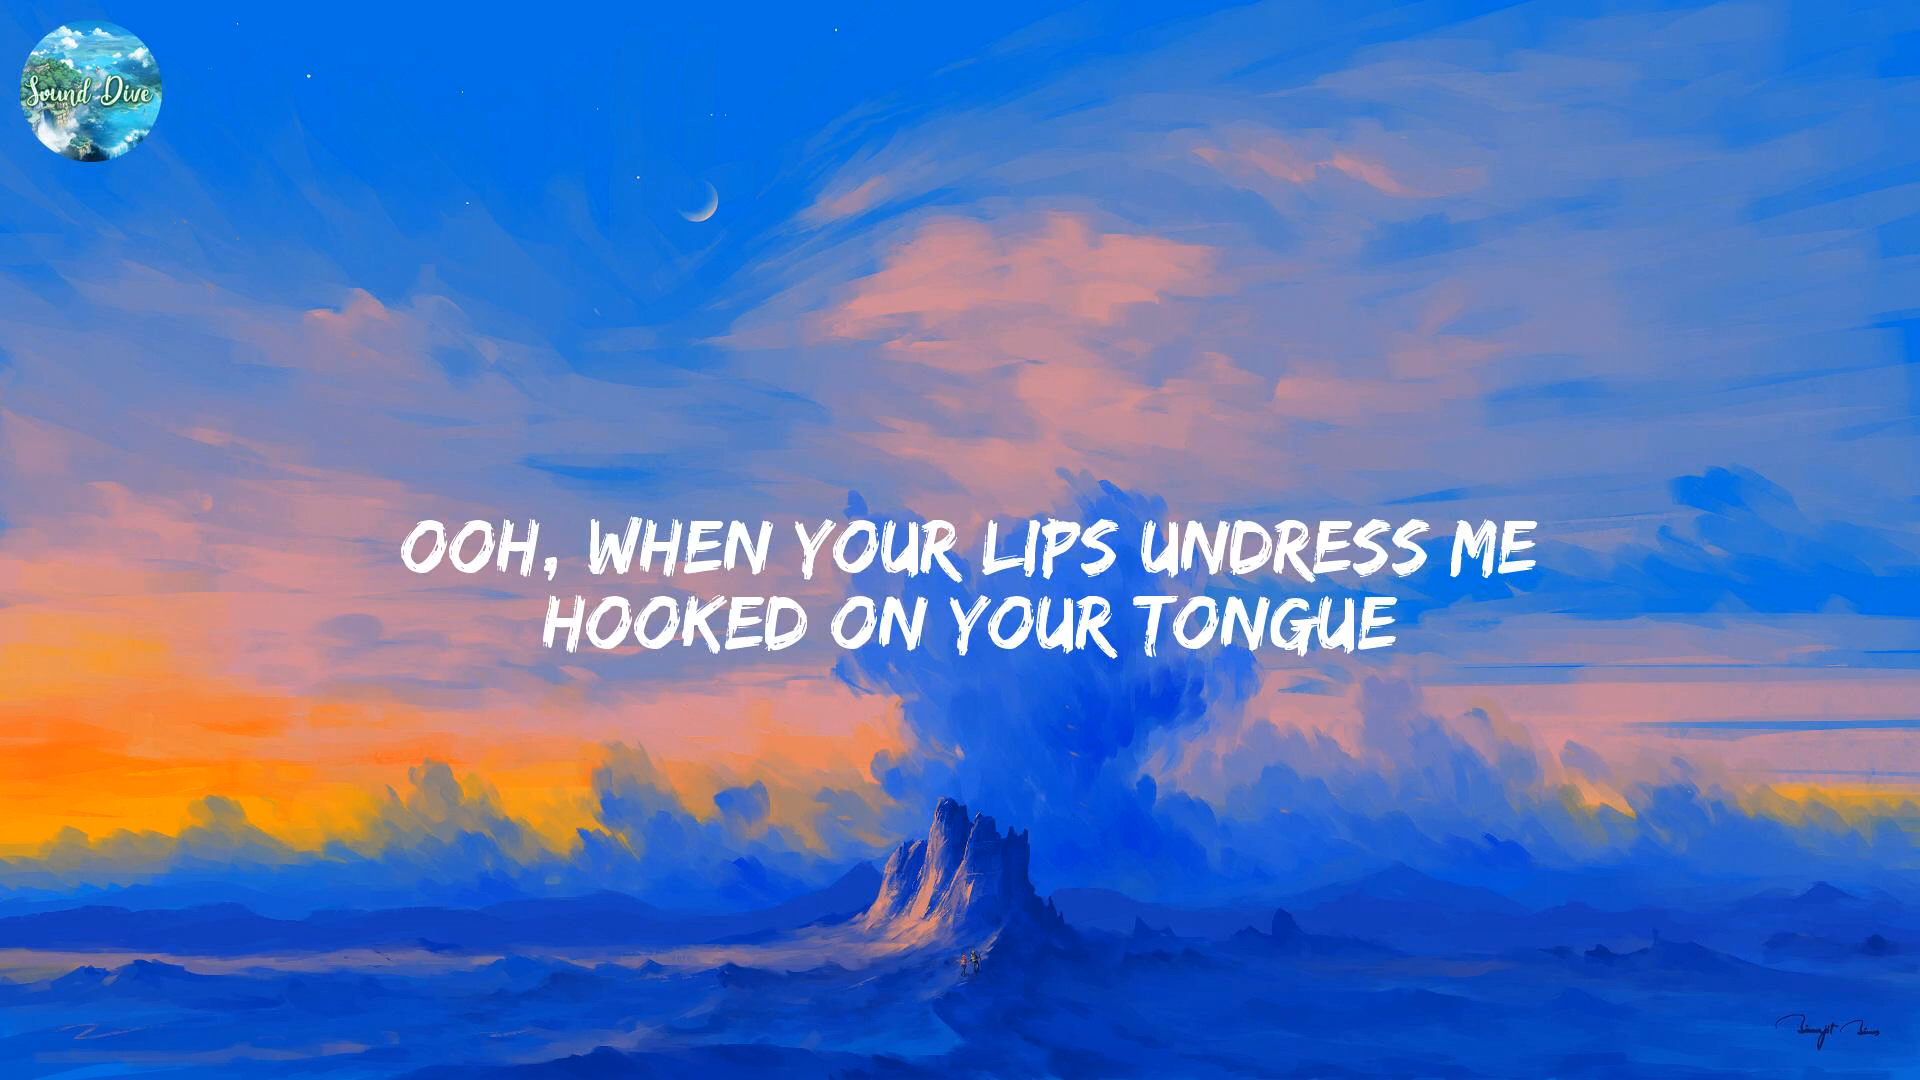 Sound Dive
OOH, WHEN YOUR LIPS UNDRESS ME
HOOKED ON YOUR TONGUE